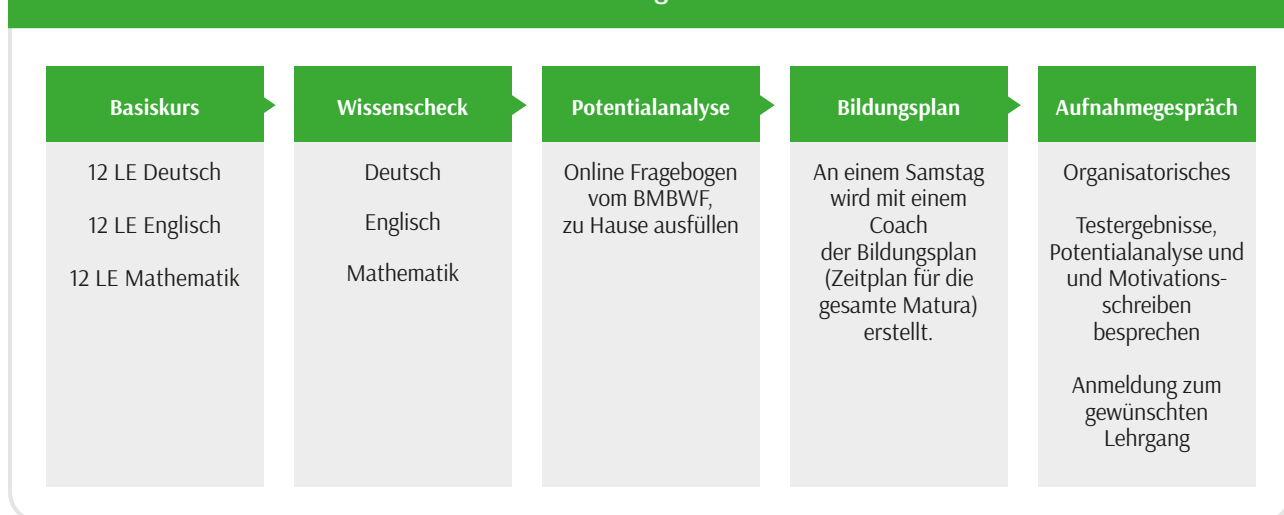 Basiskurs
12 LE Deutsch
12 LE Englisch
12 LE Mathematik
Wissenscheck
Deutsch
Englisch
Mathematik
Potentialanalyse
Online Fragebogen
vom BMBWF,
zu Hause ausfüllen
Bildungsplan
An einem Samstag
wird mit einem
Coach
der Bildungsplan
(Zeitplan für die
gesamte Matura)
erstellt.
Aufnahmegespräch
Organisatorisches
Testergebnisse,
Potentialanalyse und
und Motivations-
schreiben
besprechen
Anmeldung zum
gewünschten
Lehrgang